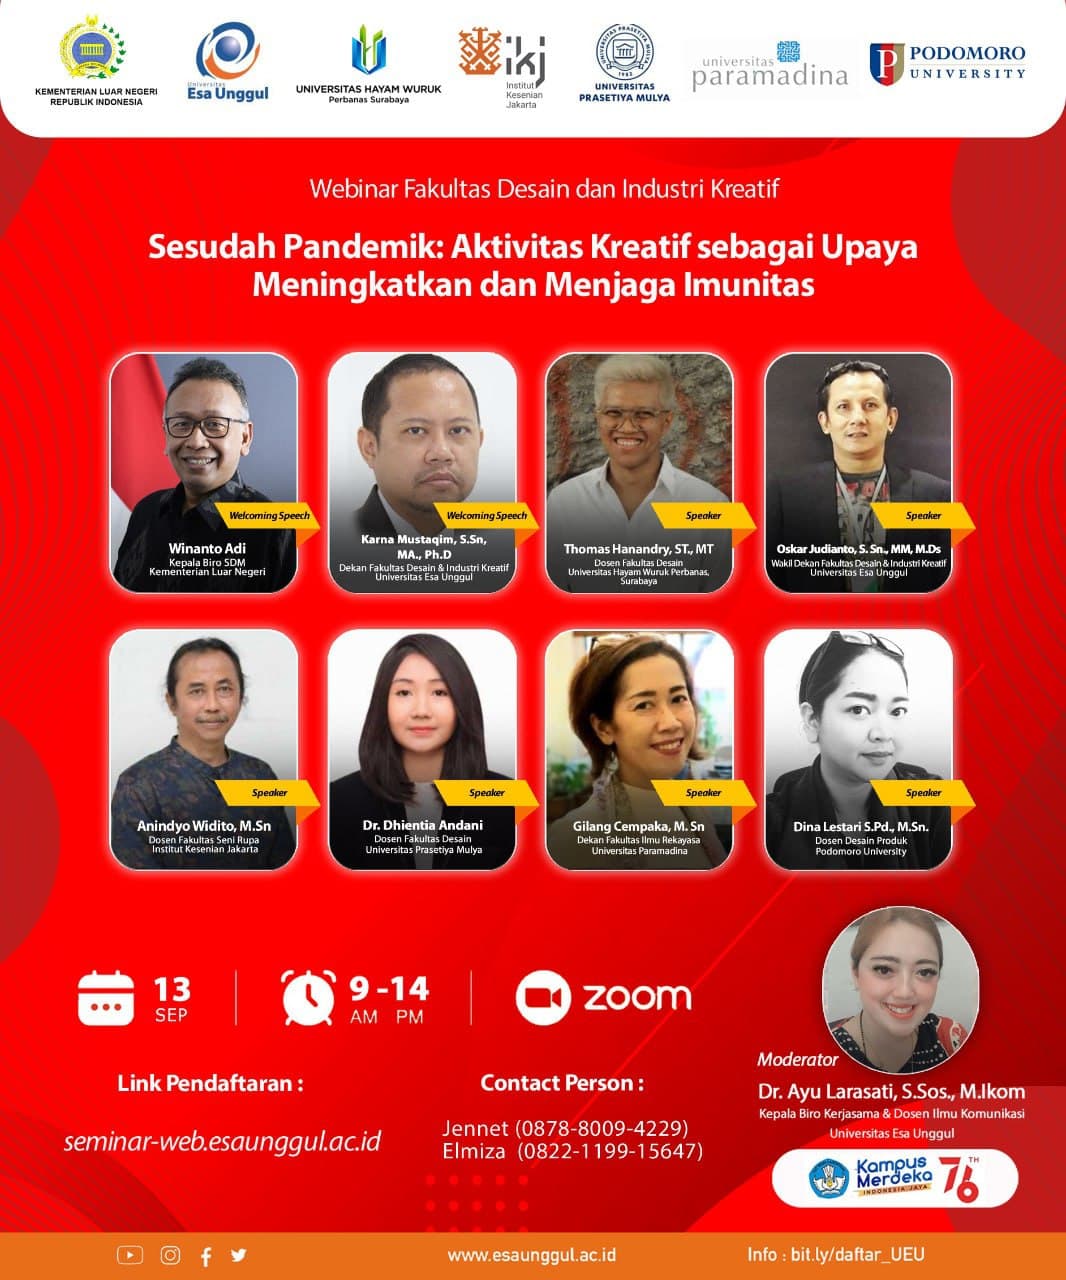 KEMENTERIAN LUAR NEGERI
REPUBLIK INDONESIA
Universitas
Esa Unggul
UNIVERSITAS HAYAM WURUK
Perbanas Surabaya
ikj
Institut
Kesenian
Jakarta
UNIVERSITAS PRASETIYA MULYA
1982
UNIVERSITAS
PRASETIYA MULYA
universitas
paramadina
PODOMORO
UNIVERSITY
Webinar Fakultas Desain dan Industri Kreatif
Sesudah Pandemik: Aktivitas Kreatif sebagai Upaya
Meningkatkan dan Menjaga Imunitas
Welcoming Speech
Winanto Adi
Kepala Biro SDM
Kementerian Luar Negeri
Welcoming Speech
Karna Mustaqim, S.Sn,
MA., Ph.D
Dekan Fakultas Desain & Industri Kreatif
Universitas Esa Unggul
Speaker
Thomas Hanandry, ST., MT
Dosen Fakultas Desain
Universitas Hayam Wuruk Perbanas,
Surabaya
Speaker
Oskar Judianto, S. Sn., MM, M.Ds
Wakil Dekan Fakultas Desain & Industri Kreatif
Universitas Esa Unggul
Speaker
Anindyo Widito, M.Sn
Dosen Fakultas Seni Rupa
Institut Kesenian Jakarta
Speaker
Dr. Dhientia Andani
Dosen Fakultas Desain
Universitas Prasetiya Mulya
Speaker
Gilang Cempaka, M. Sn
Dekan Fakultas Ilmu Rekayasa
Universitas Paramadina
Speaker
Dina Lestari S.Pd., M.Sn.
Dosen Desain Produk
Podomoro University
13
SEP
9 - 14
AM PM
zoom
Link Pendaftaran :
seminar-web.esaunggul.ac.id
Contact Person :
Jennet (0878-8009-4229)
Elmiza (0822-1199-15647)
Moderator
Dr. Ayu Larasati, S.Sos., M.Ikom
Kepala Biro Kerjasama & Dosen Ilmu Komunikasi
Universitas Esa Unggul
Kampus
Merdeka
INDONESIA JAYA
76 TH
www.esaunggul.ac.id
Info : bit.ly/daftar_UEU